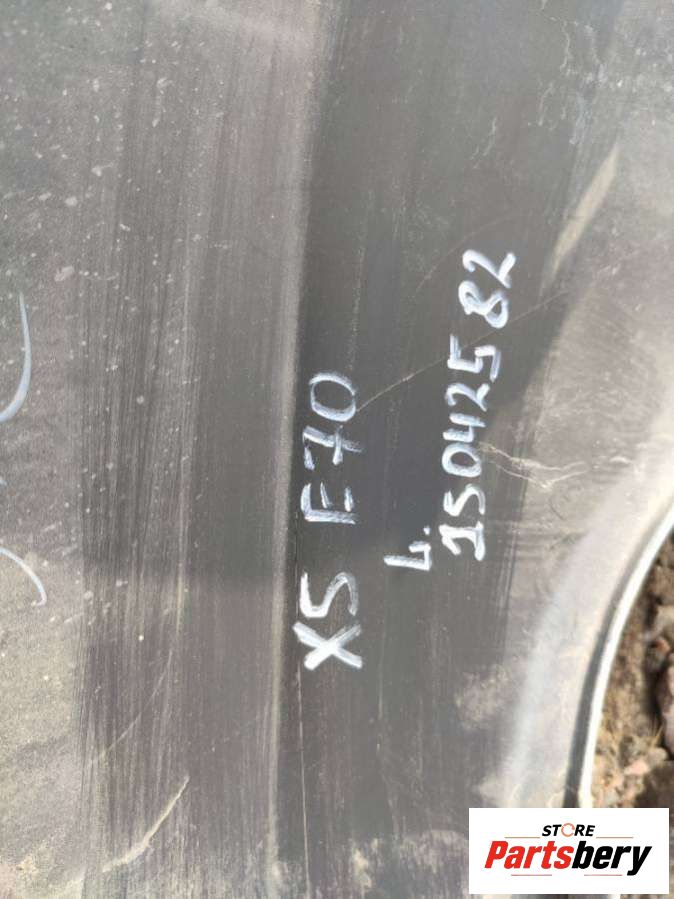 X5 E70
L.
15042582
STORE
Partsbery